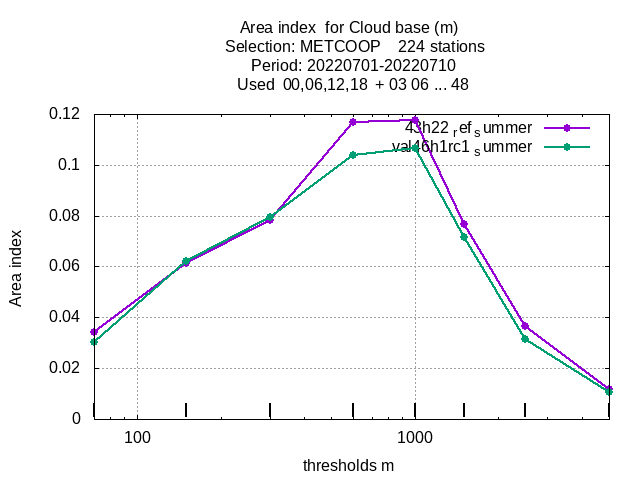 Area index  for Cloud base (m)
Selection: METCOOP    224 stations
Period: 20220701-20220710
Used  00,06,12,18  + 03 06 ... 48
0.12
0.1
0.08
0.06
0.04
0.02
0
Area index
43h22ref summer
val46h1rc1 summer
100
1000
thresholds m